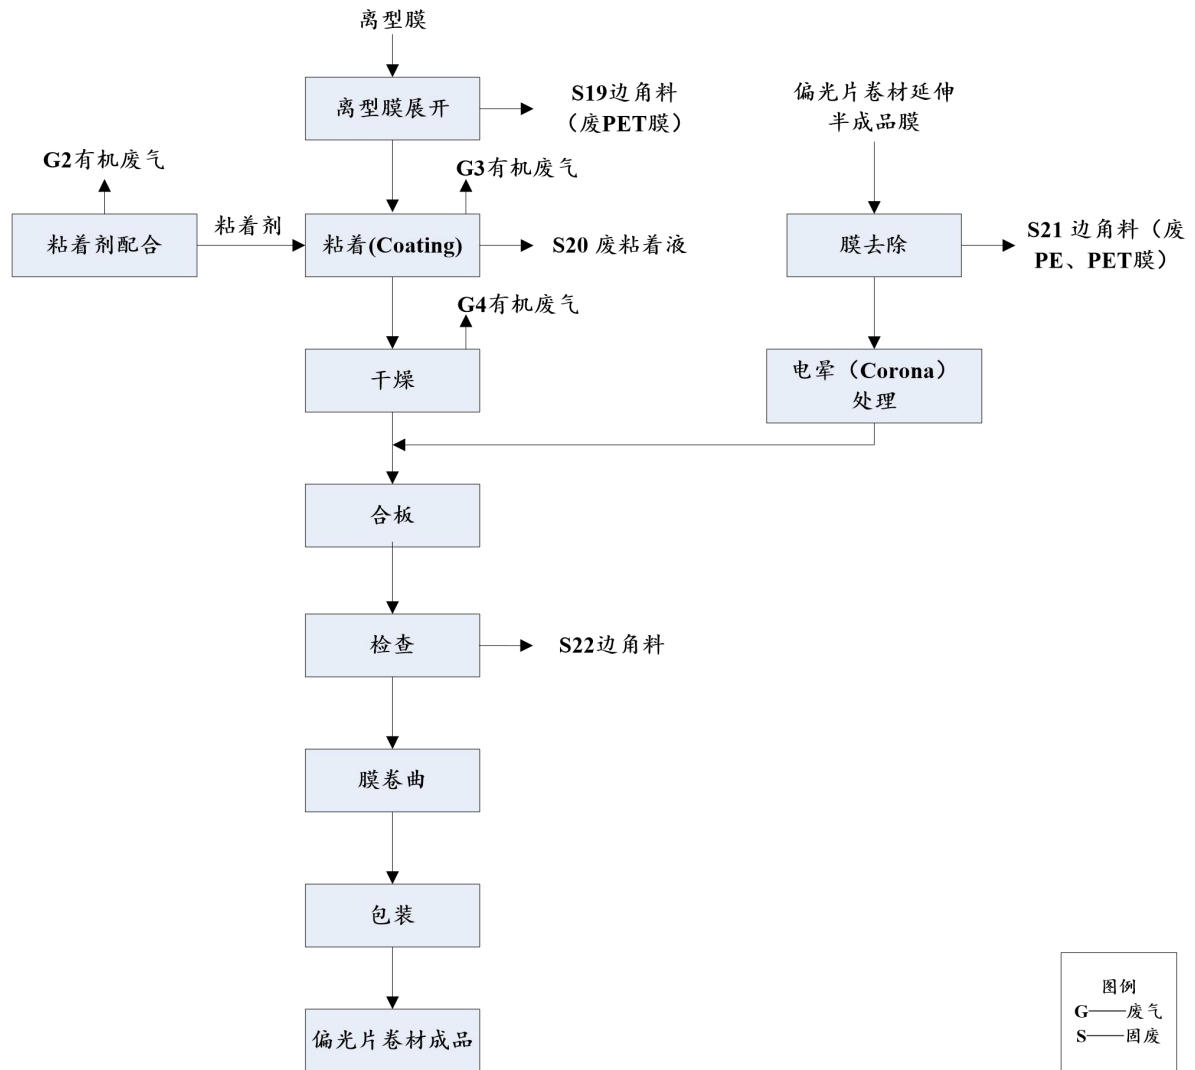 离型膜
离型膜展开
S19边角料
（废PET膜）
偏光片卷材延伸
半成品膜
G2有机废气
G3有机废气
粘着剂配合
粘着剂
粘着(Coating)
S20 废粘着液
膜去除
S21 边角料（废
PE、PET膜）
G4有机废气
干燥
电晕（Corona）
处理
合板
检查
S22边角料
膜卷曲
包装
偏光片卷材成品
图例
G——废气
S——固废